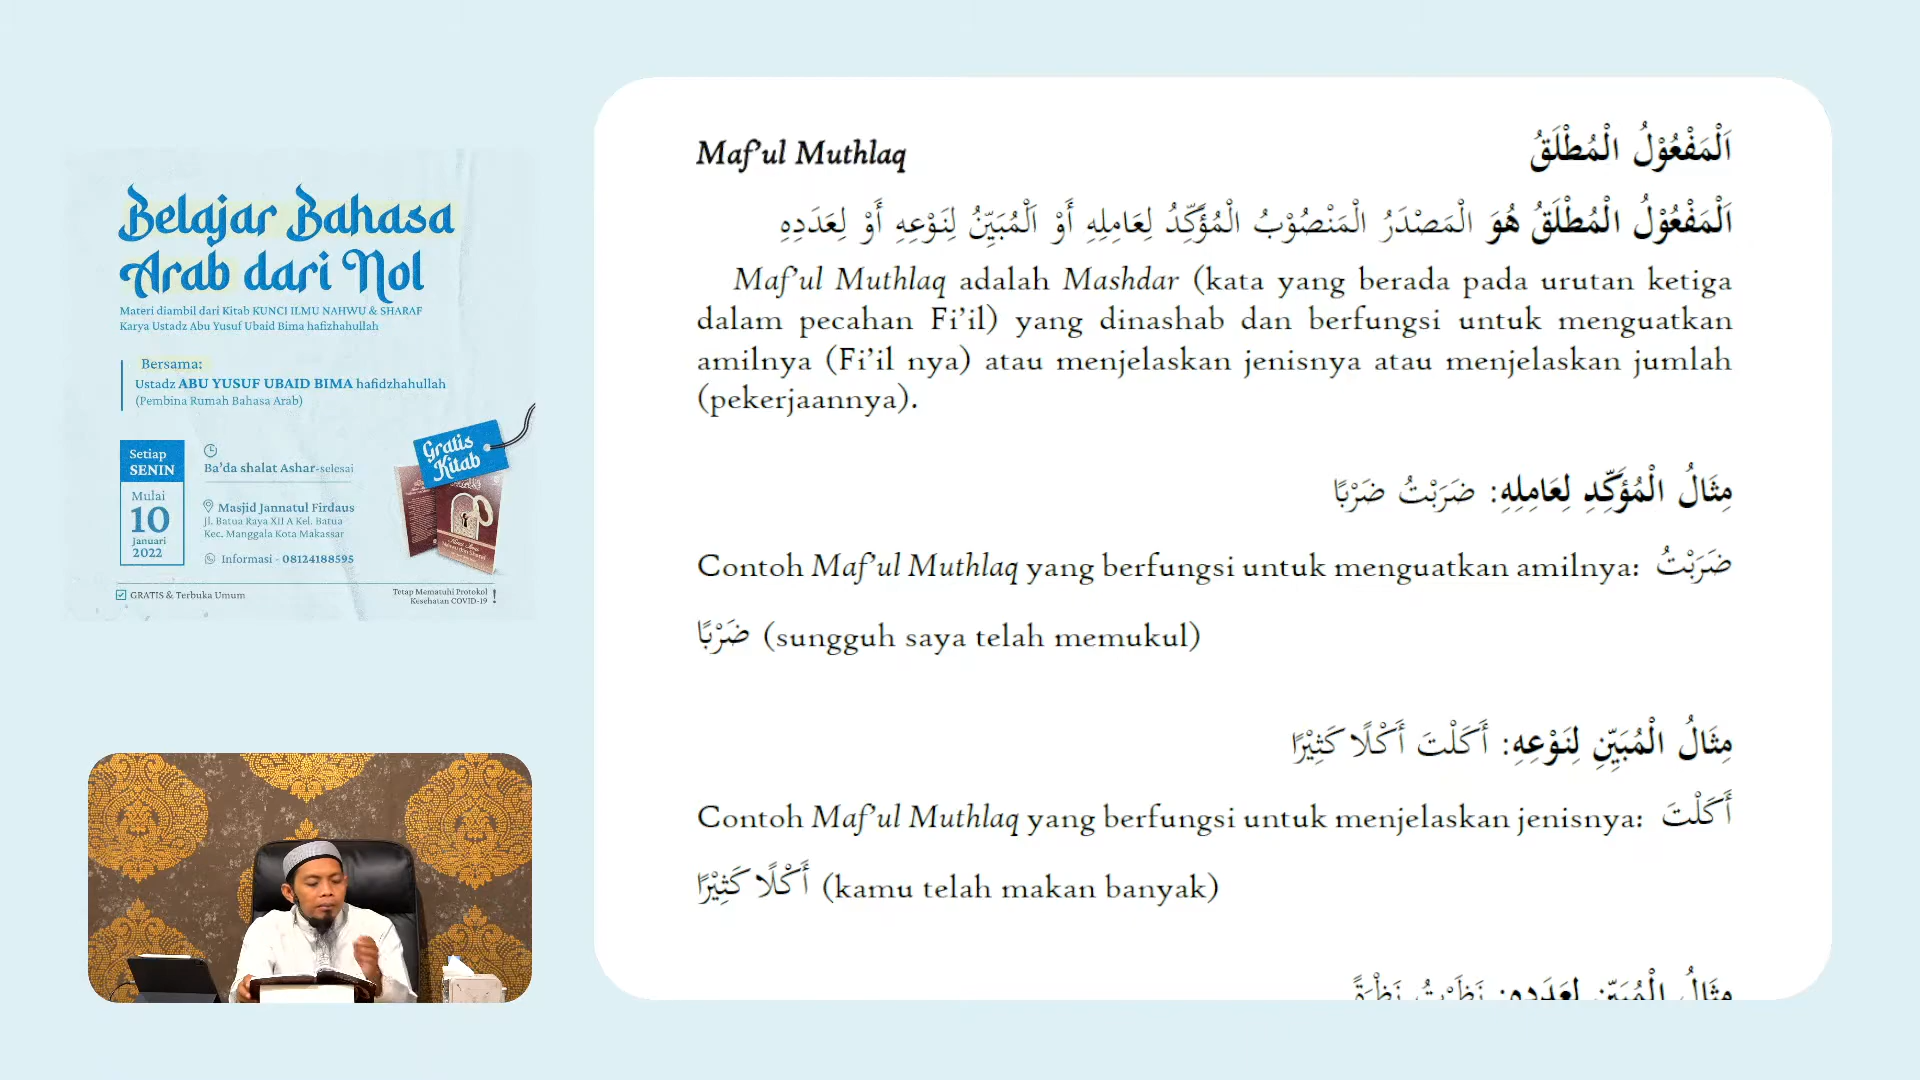 Belajar Bahasa
Arab dari Nol
Materi diambil dari Kitab KUNCI ILMU NAHWU & SHARAF
Karya Ustadz Abu Yusuf Ubaid Bima hafizhahullah
Bersama:
Ustadz ABU YUSUF UBAID BIMA hafidzhahullah
(Pembina Rumah Bahasa Arab)
Setiap
SENIN
Mulai
10
Januari
2022
Ba'da shalat Ashar-selesai
Masjid Jannatul Firdaus
Jl. Batua Raya XII A Kel. Batua
Kec. Manggala Kota Makassar
Informasi - 08124188595
Gratis
Kitab
GRATIS & Terbuka Umum
Tetap Mematuhi Protokol
Kesehatan COVID-19
Maf'ul Muthlaq اَلْمَفْعُوْلُ الْمُطْلَقُ
اَلْمَفْعُوْلُ الْمُطْلَقُ هُوَ الْمَصْدَرُ الْمَنْصُوْبُ الْمُؤَكِّدُ لِعَامِلِهِ أَوْ اَلْمُبَيِّنُ لِنَوْعِهِ أَوْ لِعَدَدِهِ
Maf'ul Muthlaq adalah Mashdar (kata yang berada pada urutan ketiga
dalam pecahan Fi'il) yang dinashab dan berfungsi untuk menguatkan
amilnya (Fi'il nya) atau menjelaskan jenisnya atau menjelaskan jumlah
(pekerjaannya).
مِثَالُ الْمُؤَكِّدِ لِعَامِلِهِ: ضَرَبْتُ ضَرْبًا
Contoh Maf'ul Muthlaq yang berfungsi untuk menguatkan amilnya: ضَرَبْتُ
ضَرْبًا (sungguh saya telah memukul)
مِثَالُ الْمُبَيِّنِ لِنَوْعِهِ: أَكَلْتَ أَكْلًا كَثِيْرًا
Contoh Maf'ul Muthlaq yang berfungsi untuk menjelaskan jenisnya: أَكَلْتَ
أَكْلًا كَثِيْرًا (kamu telah makan banyak)
مِثَالُ الْمُبَيِّنِ لِعَدَدِهِ: نَظَرْتُ نَظْرَةً